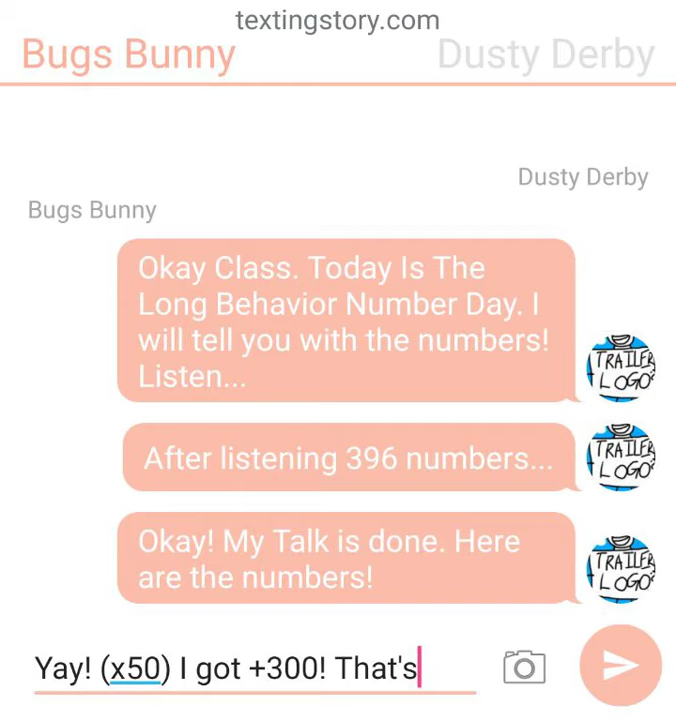 textingstory.com
Bugs Bunny
Dusty Derby
Dusty Derby
Bugs Bunny
Okay Class. Today Is The
Long Behavior Number Day. I
will tell you with the numbers!
Listen...
TRAILER
LOGO
After listening 396 numbers...
TRAILER
LOGO
Okay! My Talk is done. Here
are the numbers!
TRAILER
LOGO
Yay! (x50) I got +300! That's